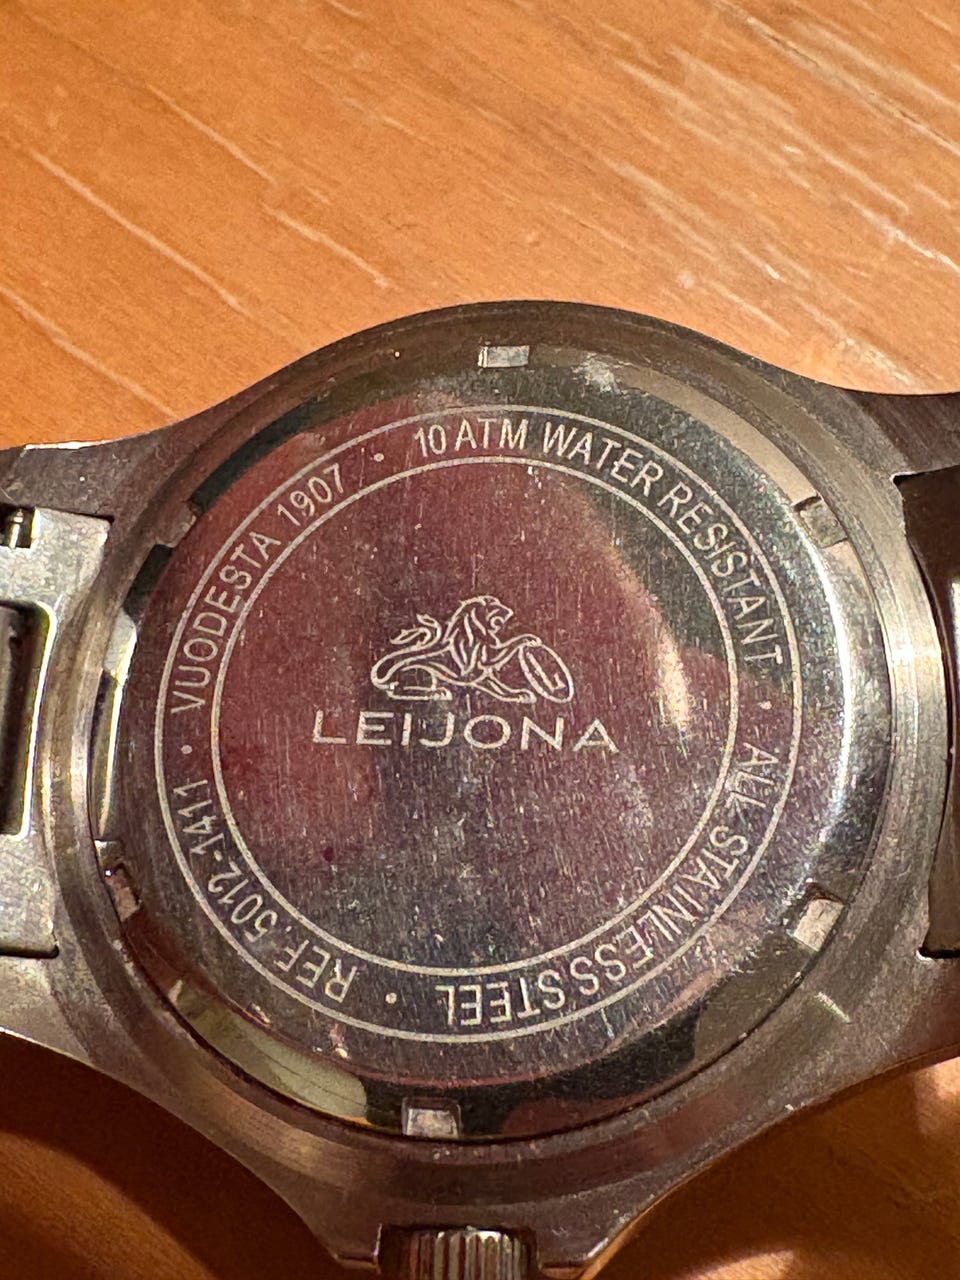 VUODESTA 1907 • 10 ATM WATER RESISTANT • ALL STAINLESS STEEL • REF. 5012-1411 •
LEIJONA